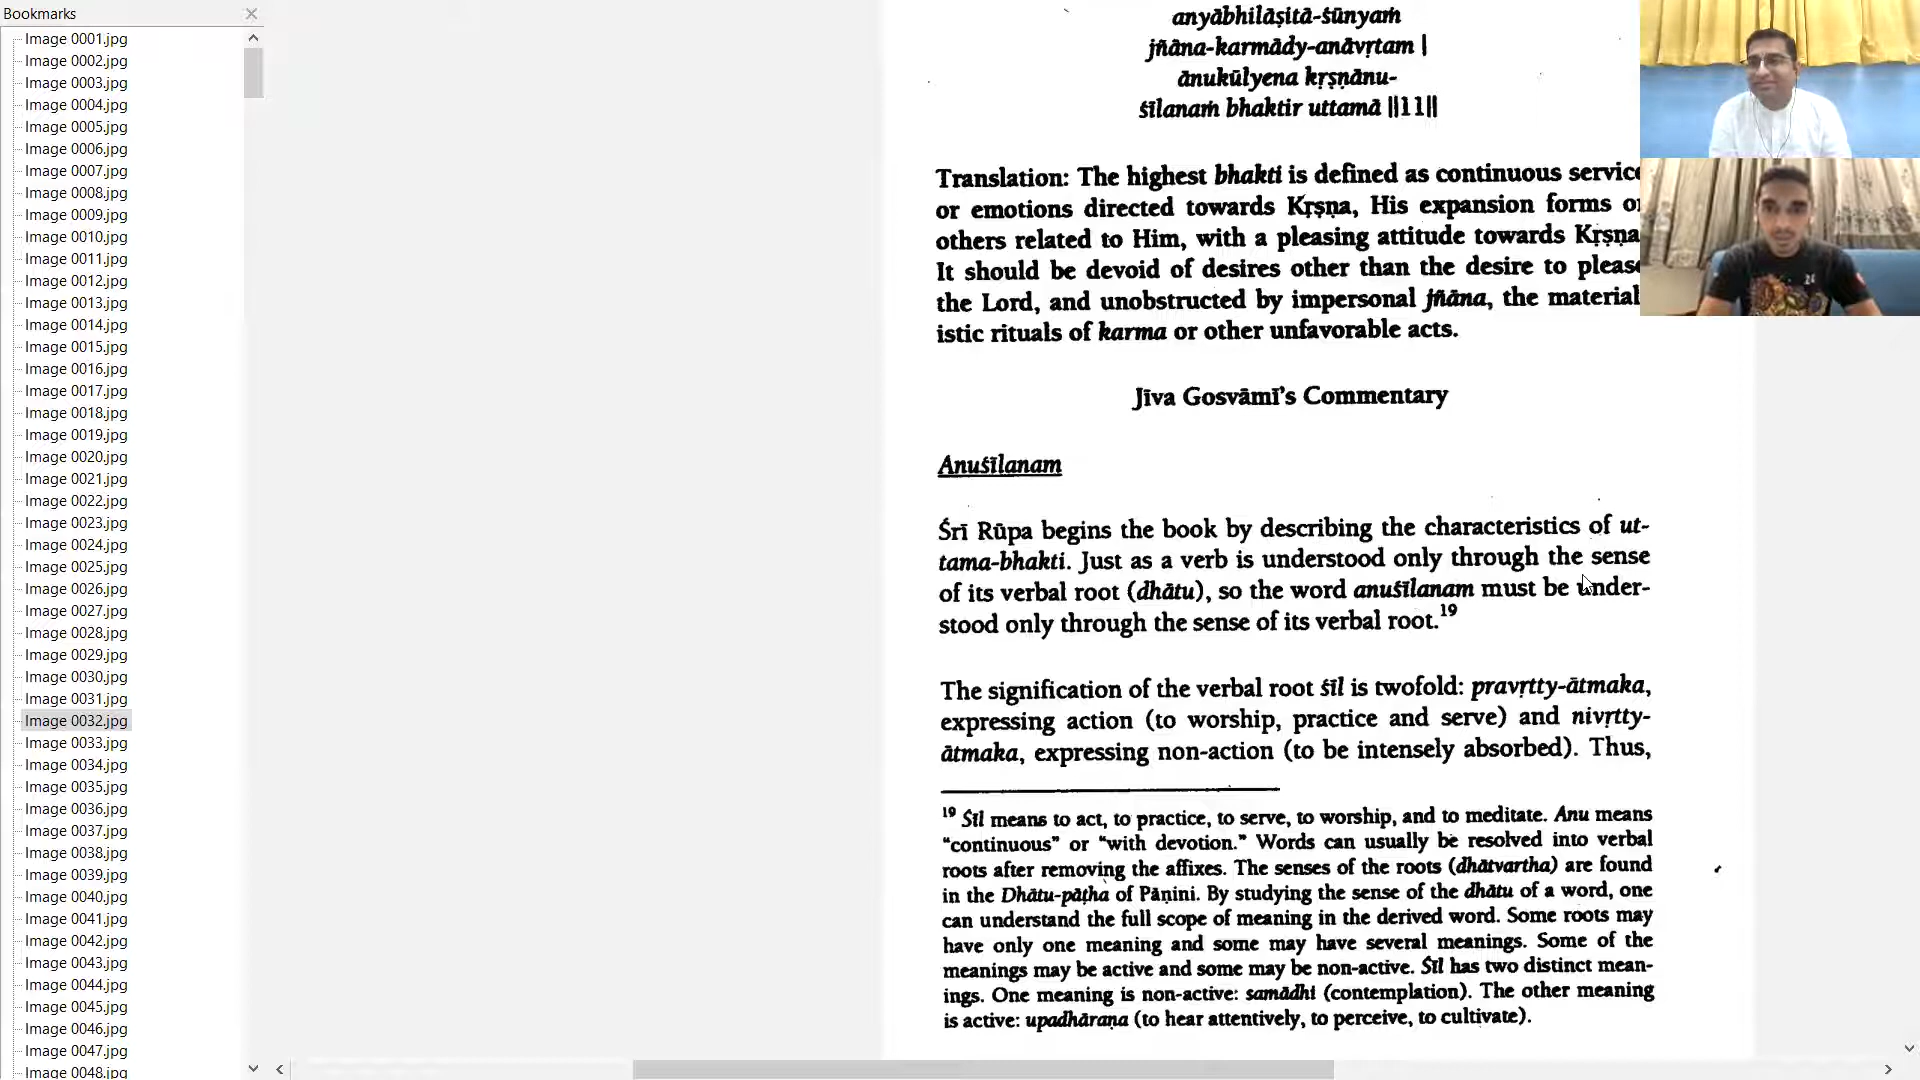 Bookmarks
Image 0001.jpg
Image 0002.jpg
Image 0003.jpg
Image 0004.jpg
Image 0005.jpg
Image 0006.jpg
Image 0007.jpg
Image 0008.jpg
Image 0009.jpg
Image 0010.jpg
Image 0011.jpg
Image 0012.jpg
Image 0013.jpg
Image 0014.jpg
Image 0015.jpg
Image 0016.jpg
Image 0017.jpg
Image 0018.jpg
Image 0019.jpg
Image 0020.jpg
Image 0021.jpg
Image 0022.jpg
Image 0023.jpg
Image 0024.jpg
Image 0025.jpg
Image 0026.jpg
Image 0027.jpg
Image 0028.jpg
Image 0029.jpg
Image 0030.jpg
Image 0031.jpg
Image 0032.jpg
Image 0033.jpg
Image 0034.jpg
Image 0035.jpg
Image 0036.jpg
Image 0037.jpg
Image 0038.jpg
Image 0039.jpg
Image 0040.jpg
Image 0041.jpg
Image 0042.jpg
Image 0043.jpg
Image 0044.jpg
Image 0045.jpg
Image 0046.jpg
Image 0047.jpg
Image 0048.jpg
anyābhilāṣitā-śūnyaṁ
jñāna-karmādy-anāvṛtam |
ānukūlyena kṛṣṇānu-
śīlanaṁ bhaktir uttamā ||11||
Translation: The highest bhakti is defined as continuous service
or emotions directed towards Kṛṣṇa, His expansion forms or
others related to Him, with a pleasing attitude towards Kṛṣṇa
It should be devoid of desires other than the desire to please
the Lord, and unobstructed by impersonal jñāna, the material
istic rituals of karma or other unfavorable acts.
Jīva Gosvāmī's Commentary
Anuśīlanam
Śrī Rūpa begins the book by describing the characteristics of ut-
tama-bhakti. Just as a verb is understood only through the sense
of its verbal root (dhātu), so the word anuśīlanam must be under-
stood only through the sense of its verbal root.19
The signification of the verbal root śīl is twofold: pravṛtty-ātmaka,
expressing action (to worship, practice and serve) and nivṛtty-
ātmaka, expressing non-action (to be intensely absorbed). Thus,
19 Śīl means to act, to practice, to serve, to worship, and to meditate. Anu means
“continuous” or “with devotion.” Words can usually be resolved into verbal
roots after removing the affixes. The senses of the roots (dhātvartha) are found
in the Dhātu-pāṭha of Pāṇini. By studying the sense of the dhātu of a word, one
can understand the full scope of meaning in the derived word. Some roots may
have only one meaning and some may have several meanings. Some of the
meanings may be active and some may be non-active. Śīl has two distinct mean-
ings. One meaning is non-active: samādhi (contemplation). The other meaning
is active: upadhāraṇa (to hear attentively, to perceive, to cultivate).